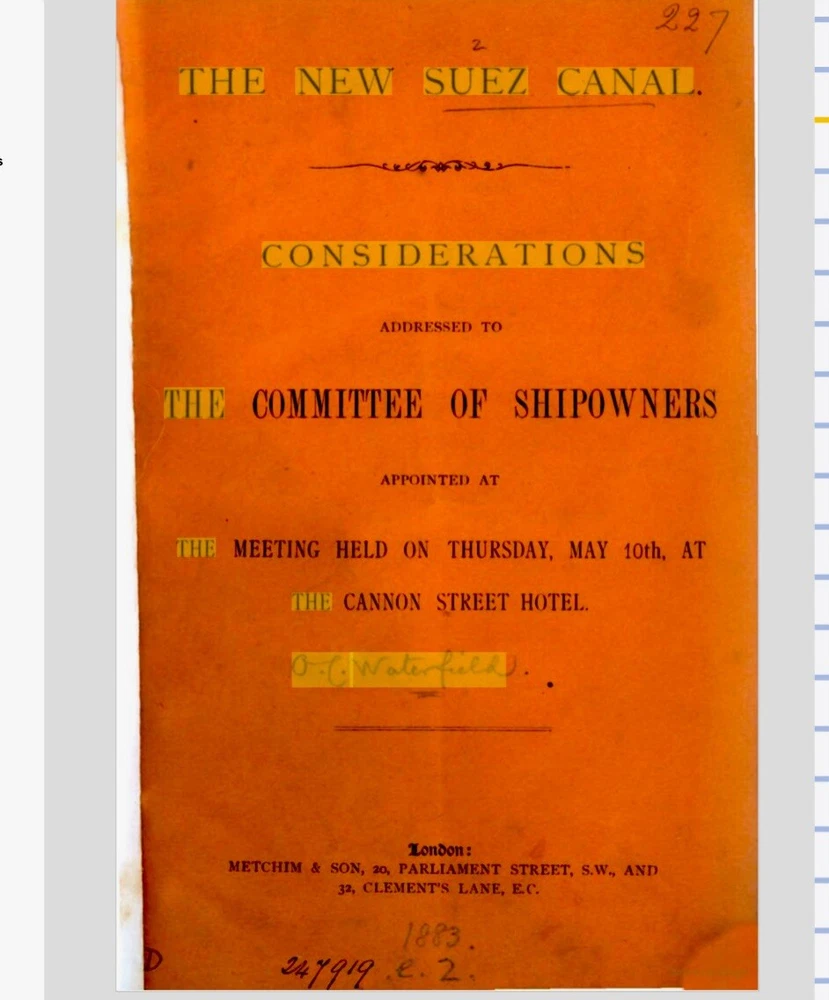 227
2
THE NEW SUEZ CANAL.
CONSIDERATIONS
ADDRESSED TO
THE COMMITTEE OF SHIPOWNERS
APPOINTED AT
THE MEETING HELD ON THURSDAY, MAY 10th, AT
THE CANNON STREET HOTEL.
O.C. Waterfield.
London:
METCHIM & SON, 20, PARLIAMENT STREET, S.W., AND
32, CLEMENT'S LANE, E.C.
1883.
247919 e. 2.